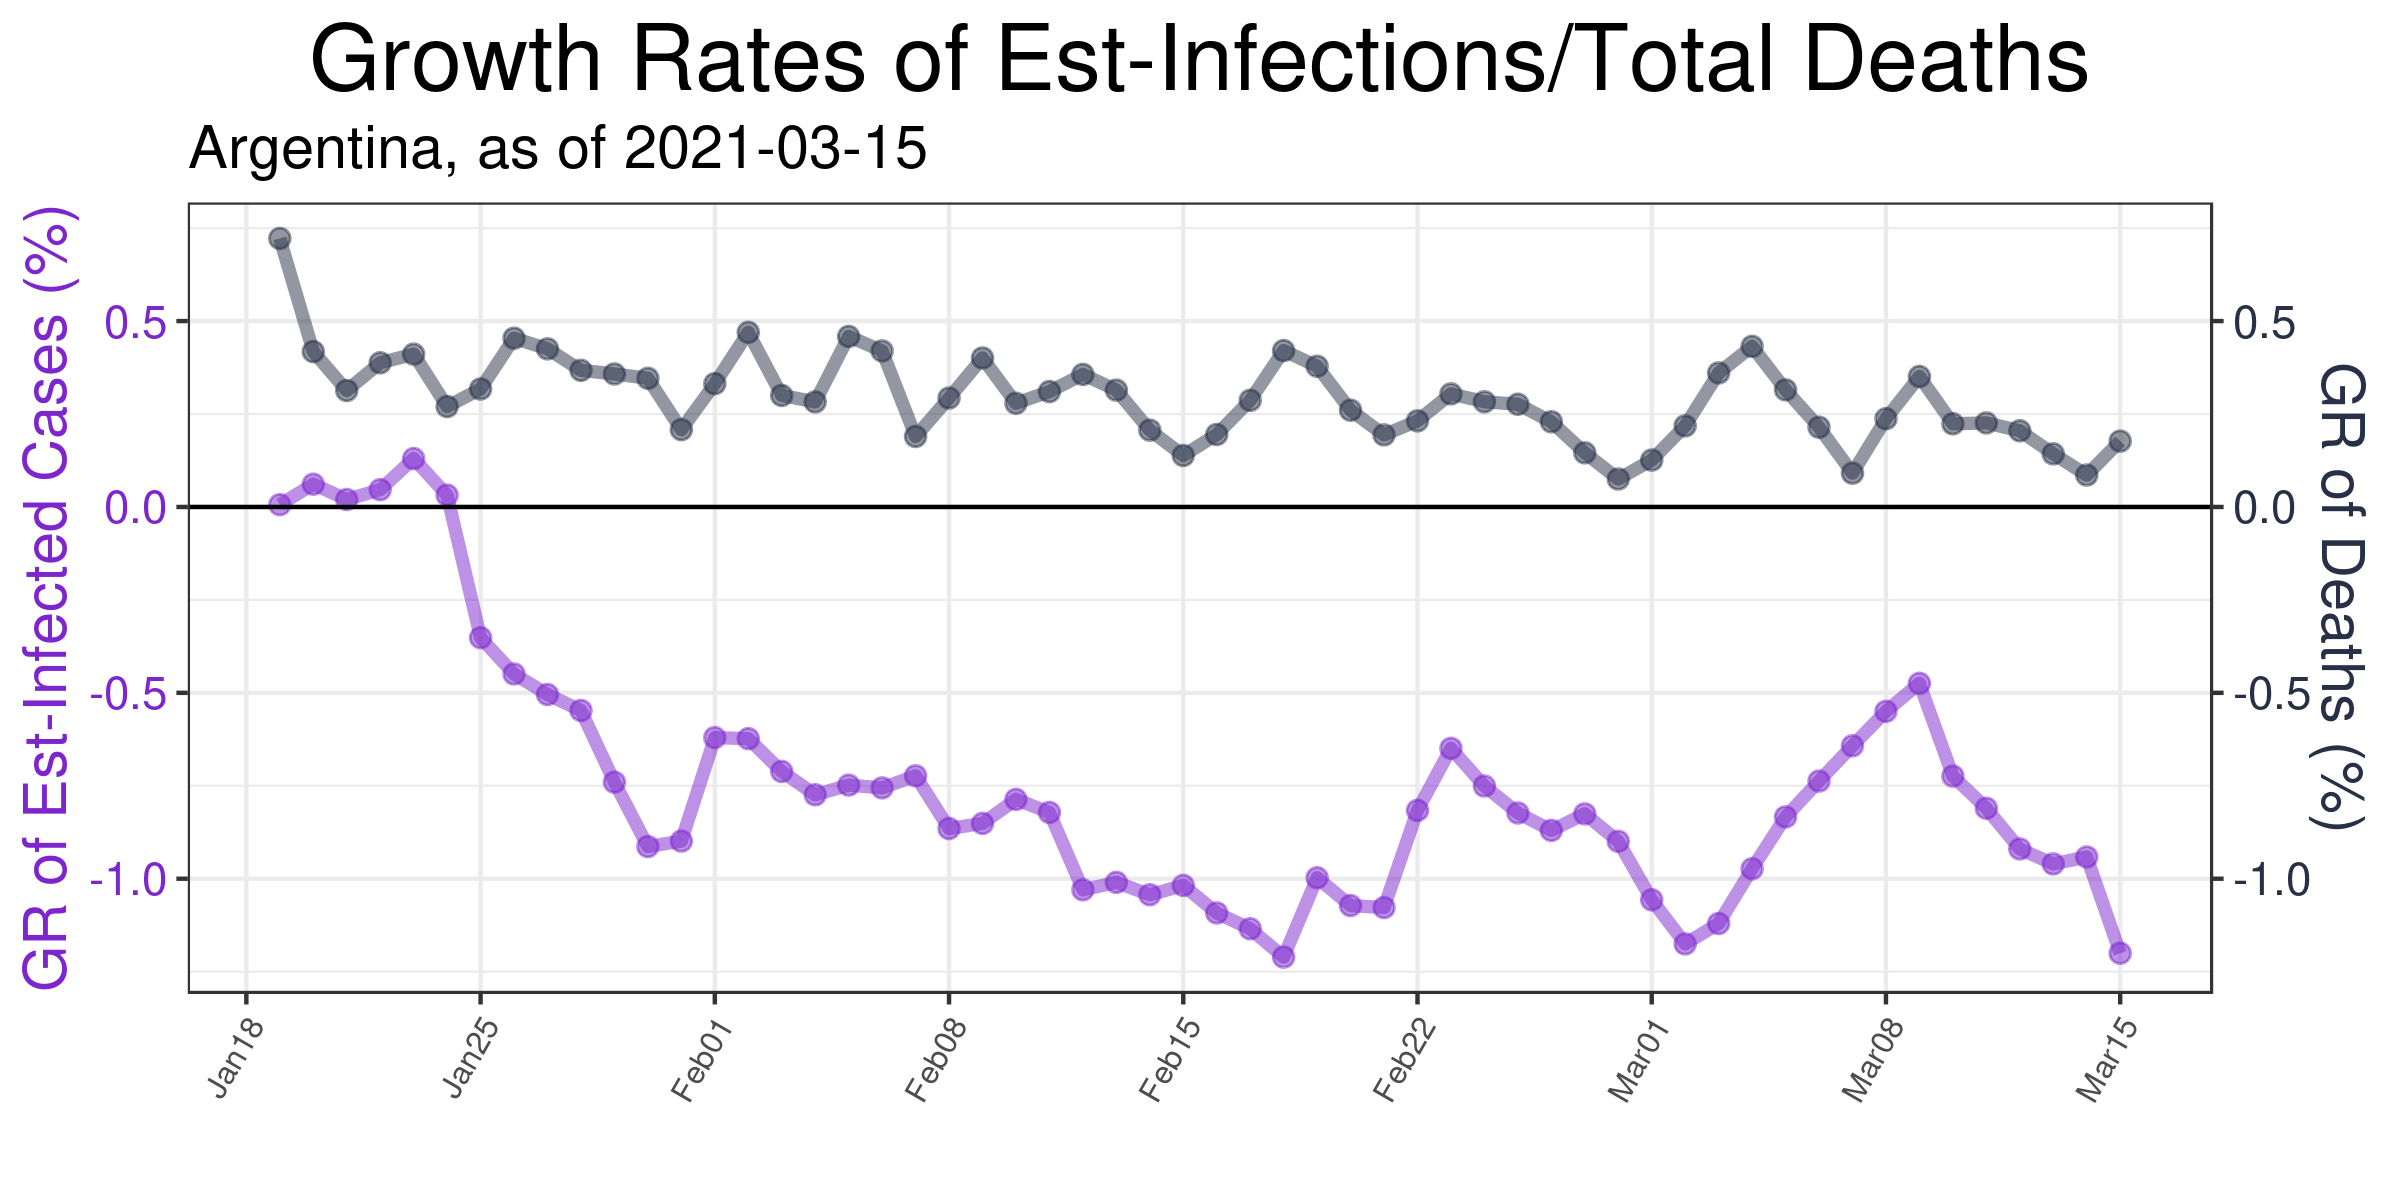 Growth Rates of Est-Infections/Total Deaths
Argentina, as of 2021-03-15
GR of Est-Infected Cases (%)
0.5
0.0
-0.5
-1.0
0.5
0.0
-0.5
-1.0
GR of Deaths (%)
Jan18
Jan25
Feb01
Feb08
Feb15
Feb22
Mar01
Mar08
Mar15